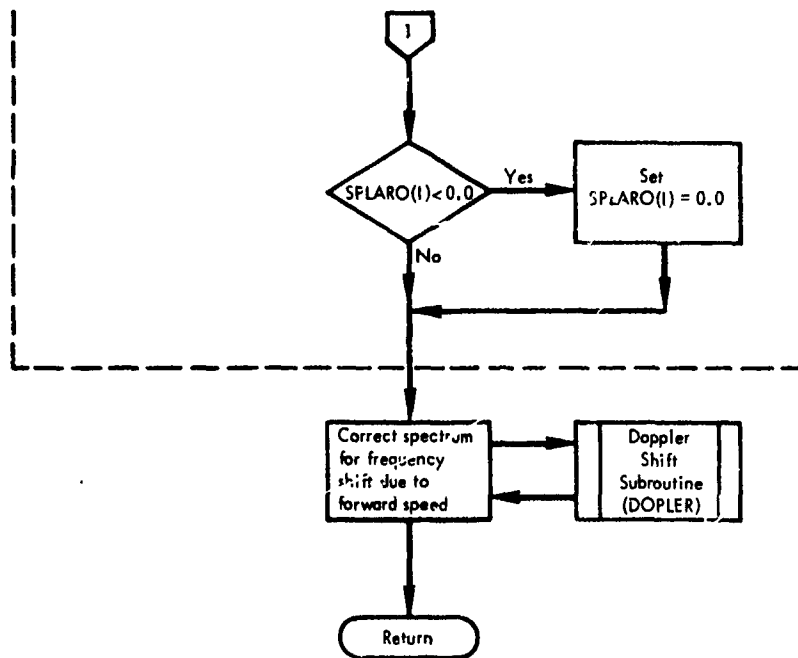 1
SPLARO(I)<0.0
Yes
Set
SPLARO(I) = 0.0
No
Correct spectrum
for frequency
shift due to
forward speed
Doppler
Shift
Subroutine
(DOPLER)
Return